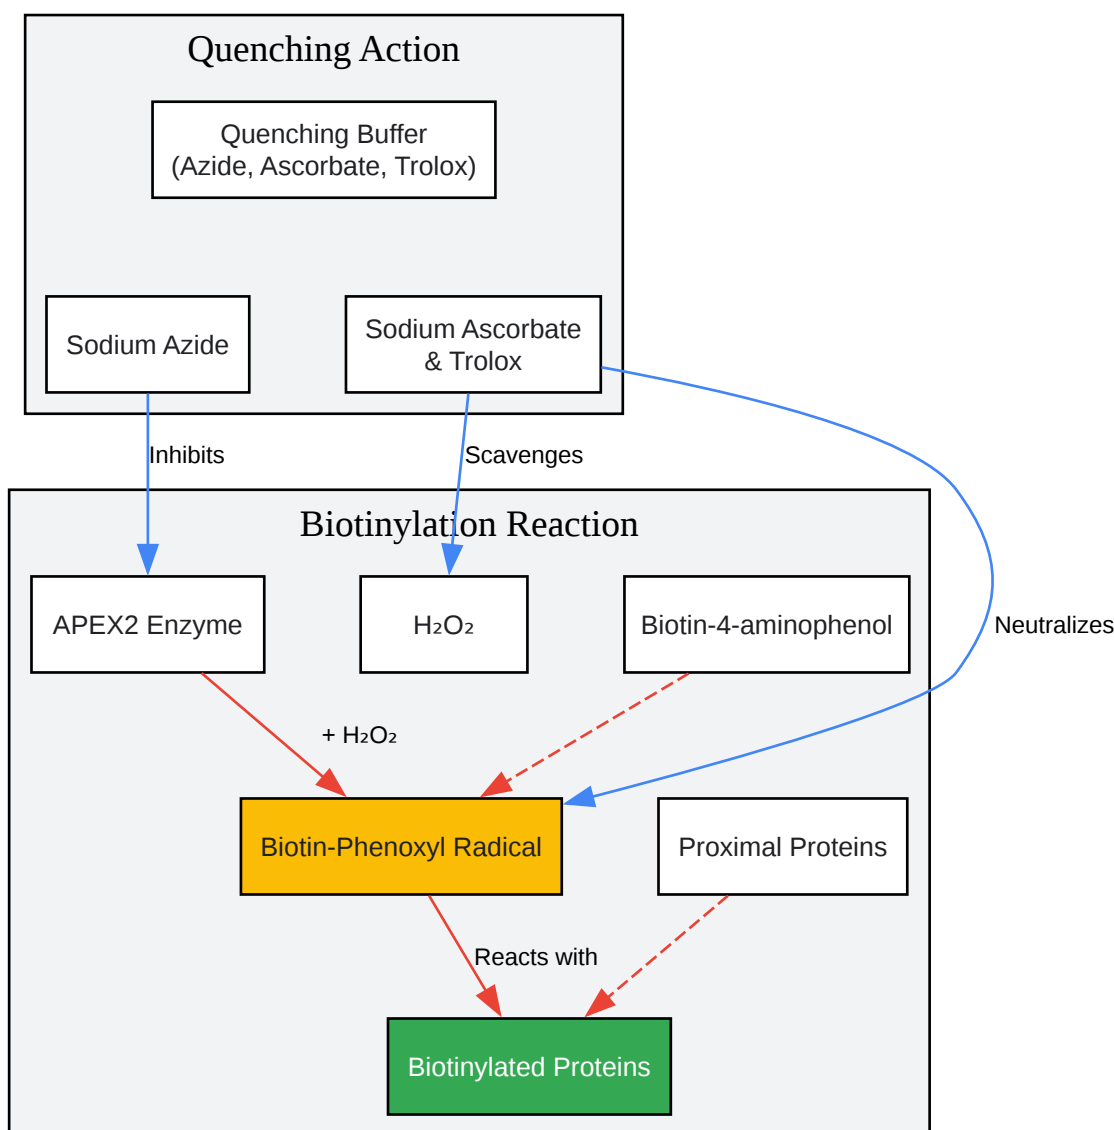 Quenching Action
Quenching Buffer
(Azide, Ascorbate, Trolox)
Sodium Azide
Sodium Ascorbate
& Trolox
Inhibits
Scavenges
Biotinylation Reaction
APEX2 Enzyme
H₂O₂
Biotin-4-aminophenol
Neutralizes
+ H₂O₂
Biotin-Phenoxyl Radical
Proximal Proteins
Reacts with
Biotinylated Proteins